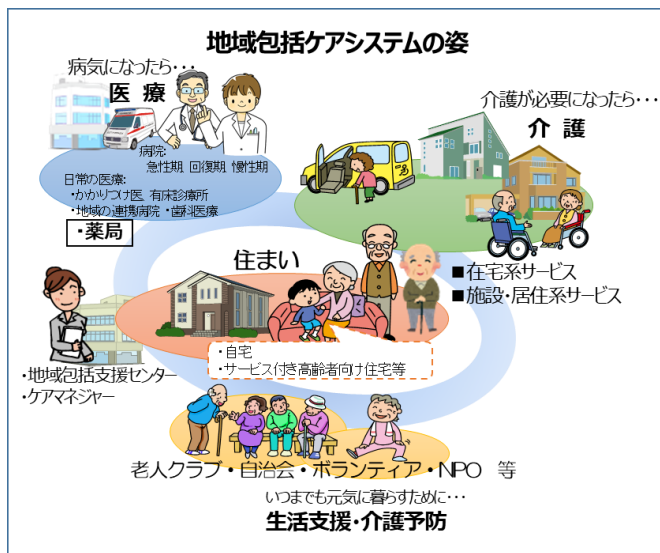 地域包括ケアシステムの姿
病気になったら・・・
医 療
病院:
急性期 回復期 慢性期
日常の医療:
・かかりつけ医 有床診療所
・地域の連携病院 ・歯科医療
・薬局
介護が必要になったら・・・
介 護
■在宅系サービス
■施設・居住系サービス
住まい
・自宅
・サービス付き高齢者向け住宅等
・地域包括支援センター
・ケアマネジャー
老人クラブ・自治会・ボランティア・NPO 等
いつまでも元気に暮らすために・・・
生活支援・介護予防